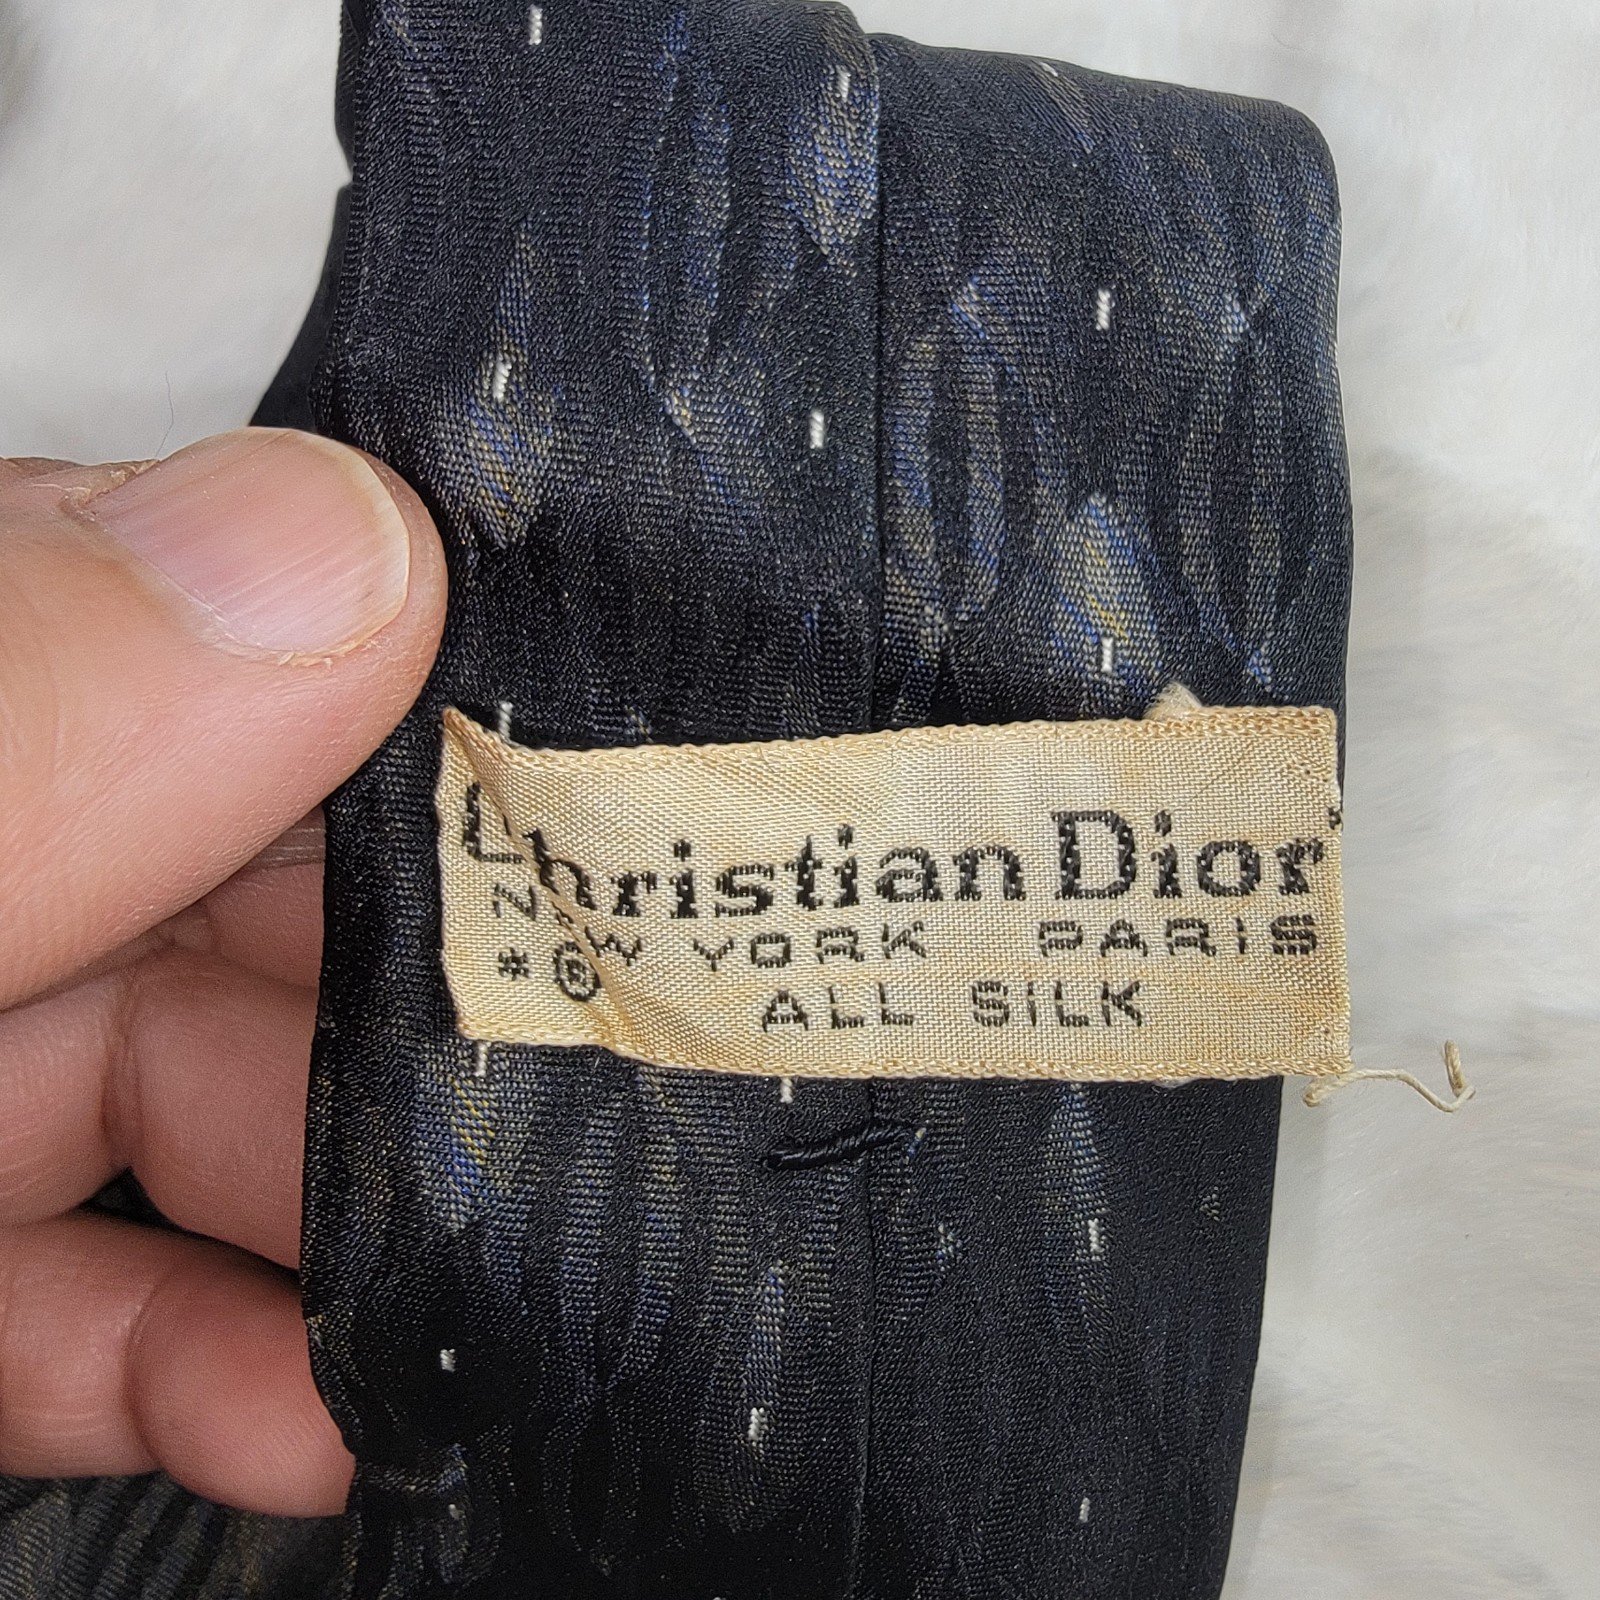 Christian Dior
NEW YORK PARIS
® ALL SILK